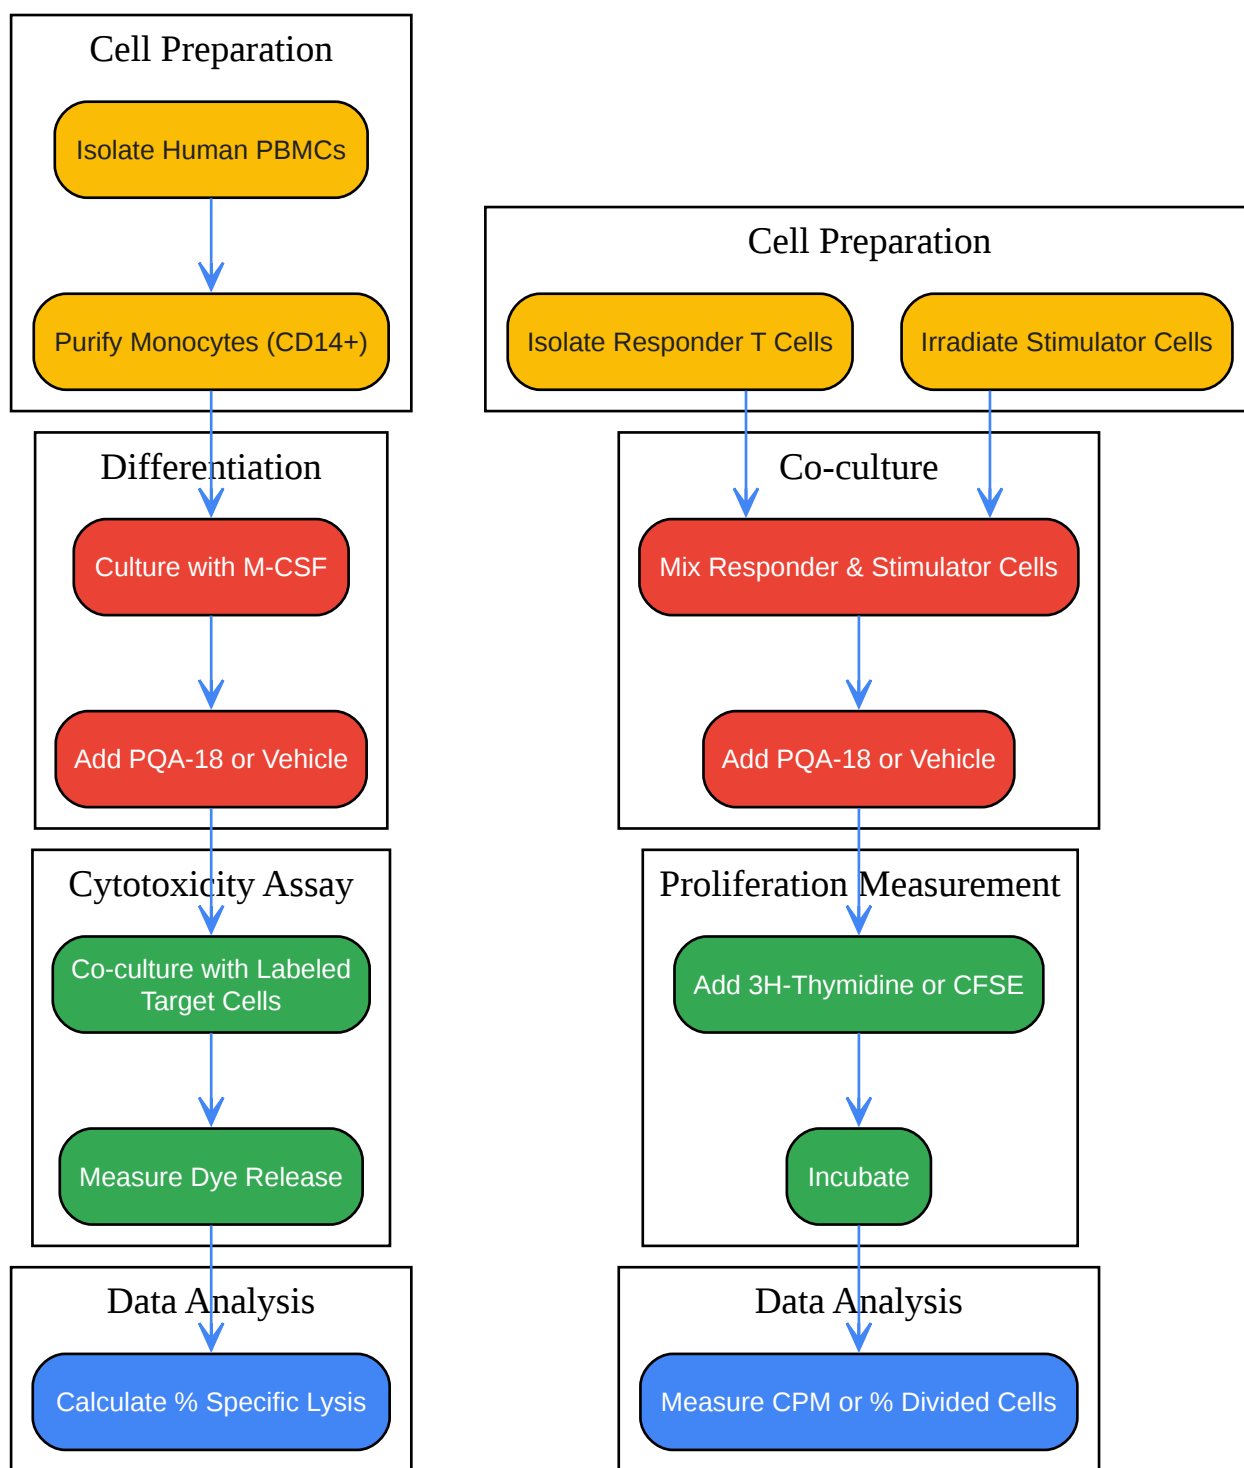 Cell Preparation
Isolate Human PBMCs
Purify Monocytes (CD14+)
Differentiation
Culture with M-CSF
Add PQA-18 or Vehicle
Cytotoxicity Assay
Co-culture with Labeled
Target Cells
Measure Dye Release
Data Analysis
Calculate % Specific Lysis
Cell Preparation
Isolate Responder T Cells
Irradiate Stimulator Cells
Co-culture
Mix Responder & Stimulator Cells
Add PQA-18 or Vehicle
Proliferation Measurement
Add 3H-Thymidine or CFSE
Incubate
Data Analysis
Measure CPM or % Divided Cells